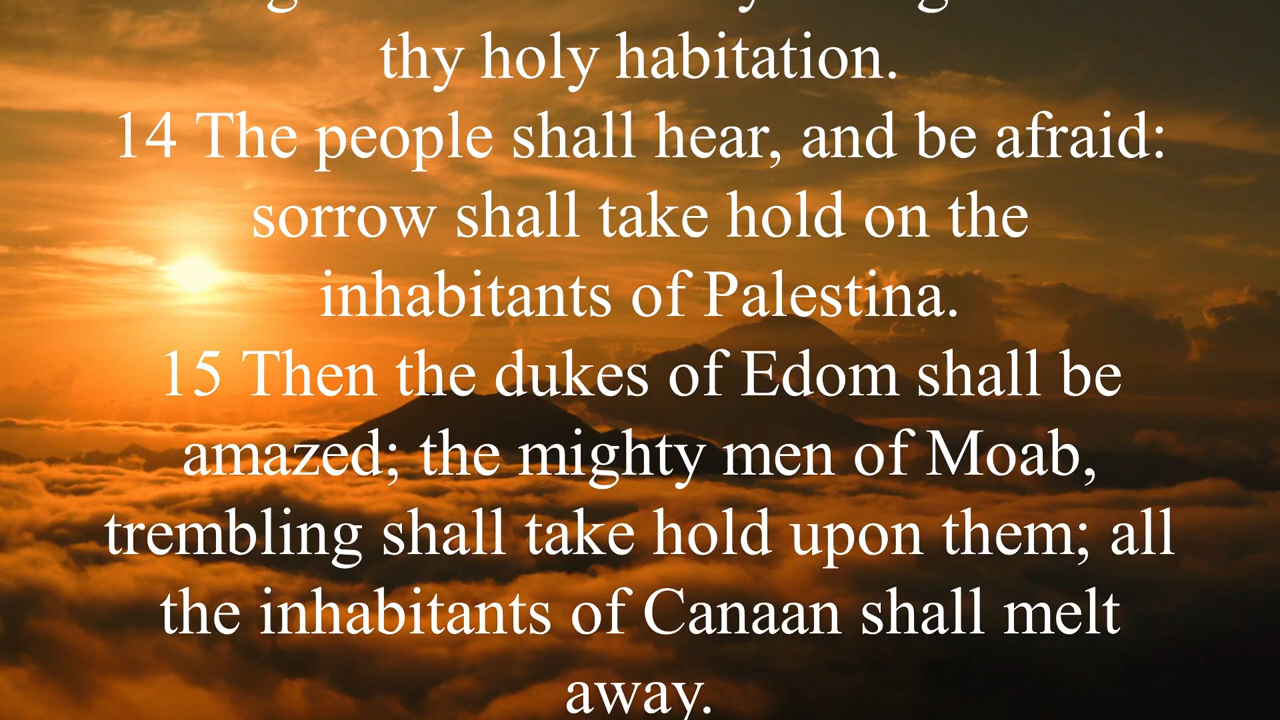 thy holy habitation.
14 The people shall hear, and be afraid:
sorrow shall take hold on the
inhabitants of Palestina.
15 Then the dukes of Edom shall be
amazed; the mighty men of Moab,
trembling shall take hold upon them; all
the inhabitants of Canaan shall melt
away.